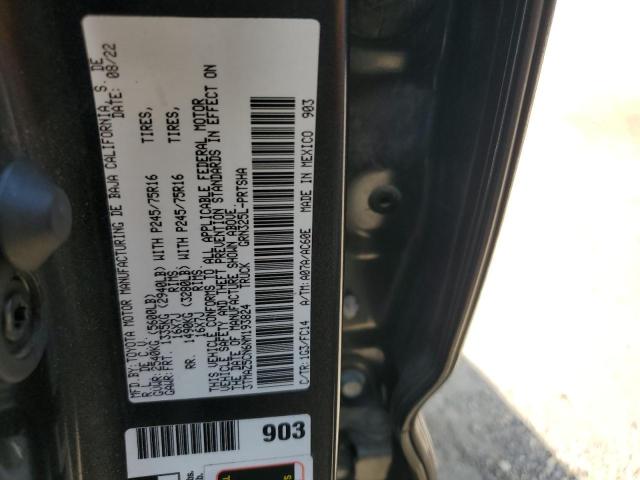 MFD.BY:TOYOTA MOTOR MANUFACTURING DE BAJA CALIFORNIA, S. DE
R.L. DE C.V. DATE: 08/22
GVWR: 2540KG (5600LB)
GAWR: FRT. 1335KG (2940LB) WITH P245/75R16 TIRES,
16X7J RIMS,
RR. 1490KG (3280LB) WITH P245/75R16 TIRES,
16X7J RIMS
THIS VEHICLE CONFORMS TO ALL APPLICABLE FEDERAL MOTOR
VEHICLE SAFETY AND THEFT PREVENTION STANDARDS IN EFFECT ON
THE DATE OF MANUFACTURE SHOWN ABOVE.
3TMAZ5CN6NM193824 TRUCK GRN325L-PRTSHA
C/TR:1G3/FC14 A/TM:A07A/AC60E MADE IN MEXICO 903
903